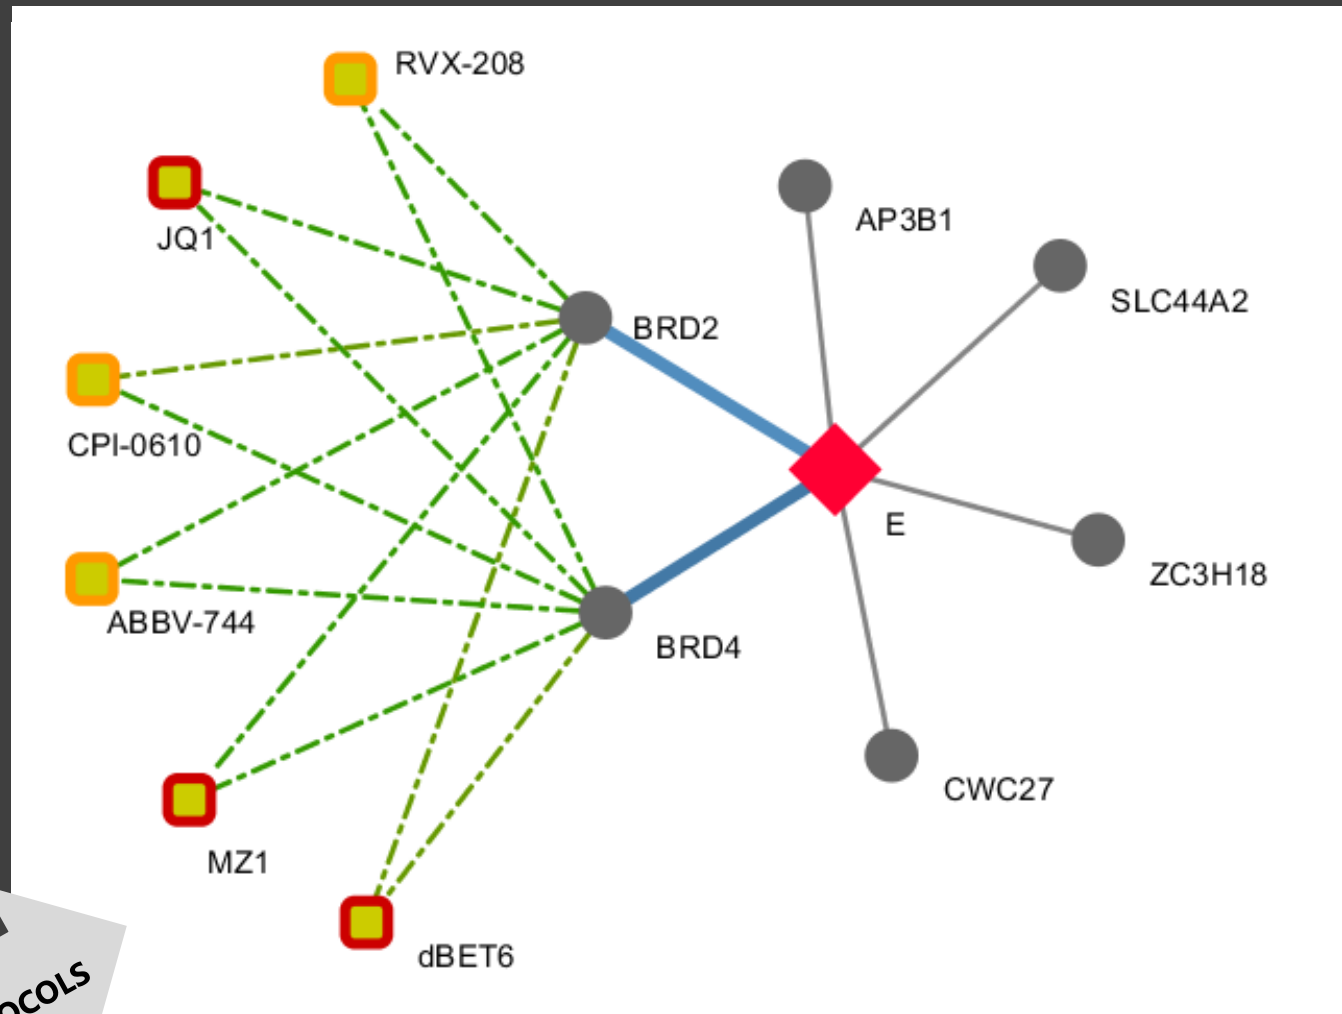 RVX-208
JQ1
AP3B1
SLC44A2
BRD2
CPI-0610
E
ZC3H18
ABBV-744
BRD4
CWC27
MZ1
dBET6